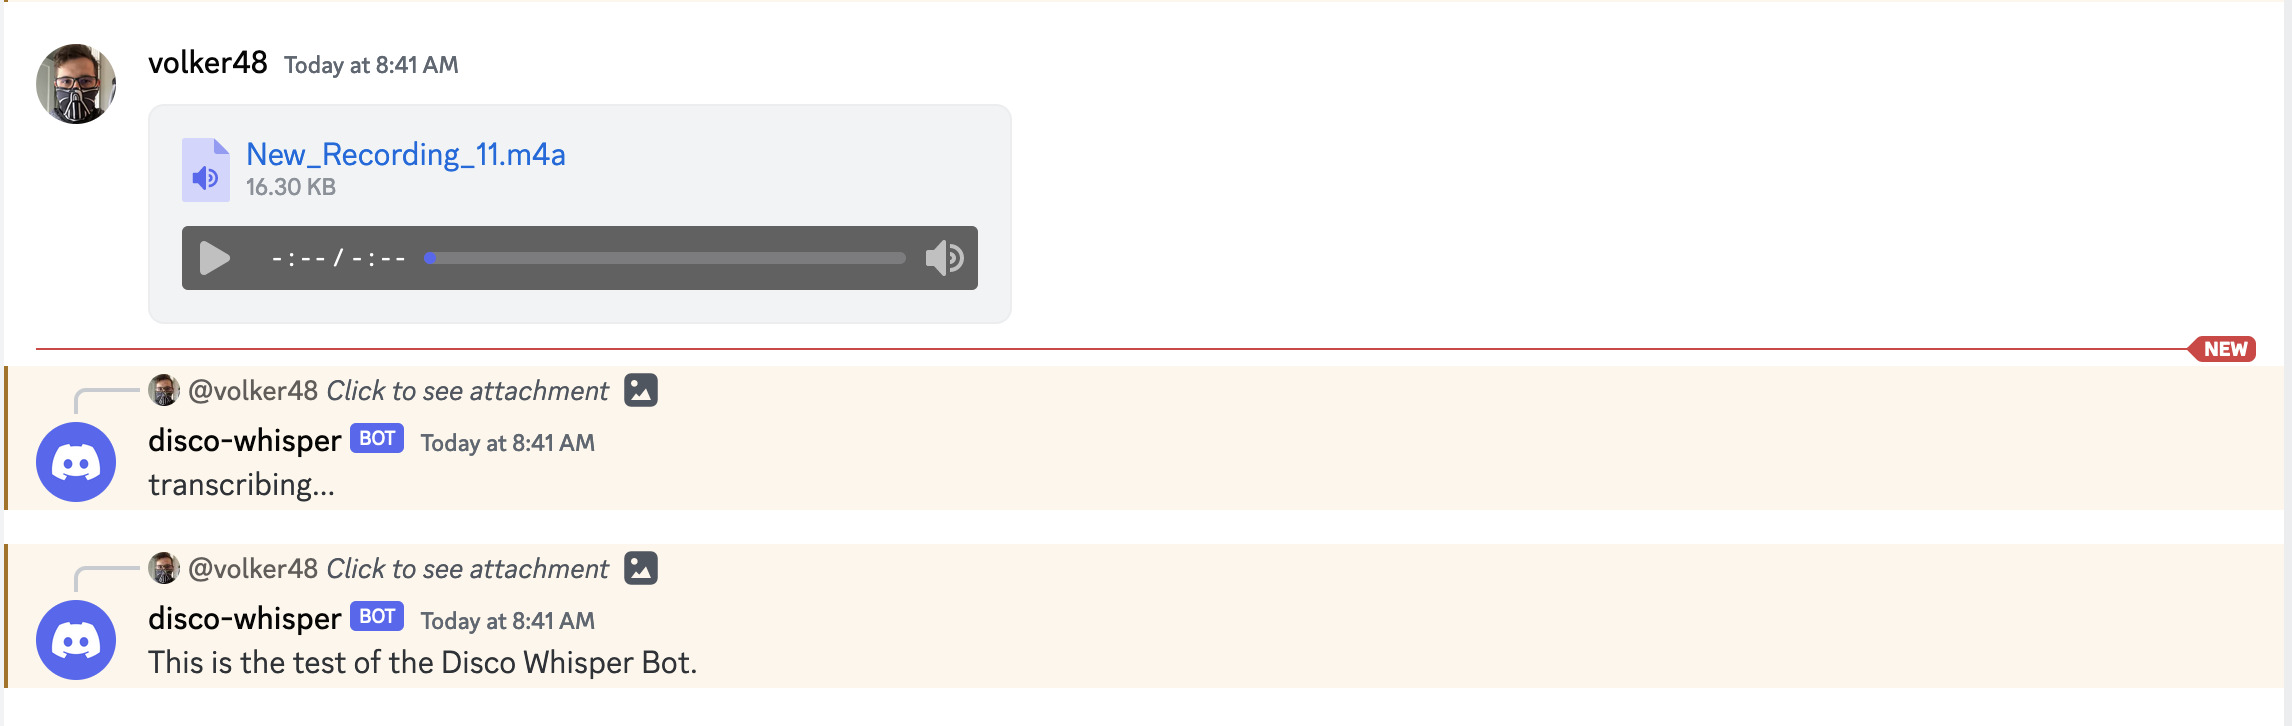 volker48 Today at 8:41 AM
New_Recording_11.m4a
16.30 KB
-:-- / -:--
NEW
@volker48 Click to see attachment
disco-whisper BOT Today at 8:41 AM
transcribing...
@volker48 Click to see attachment
disco-whisper BOT Today at 8:41 AM
This is the test of the Disco Whisper Bot.